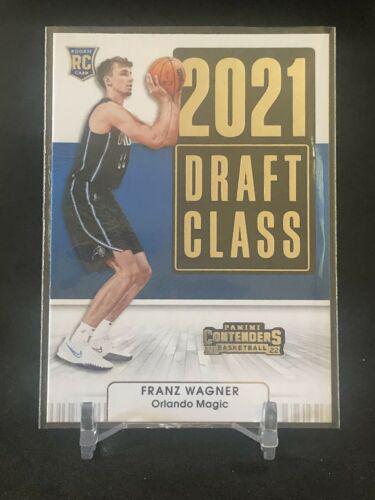 ROOKIE
RC
CARD
2021
DRAFT
CLASS
PANINI
CONTENDERS
BASKETBALL 22
FRANZ WAGNER
Orlando Magic